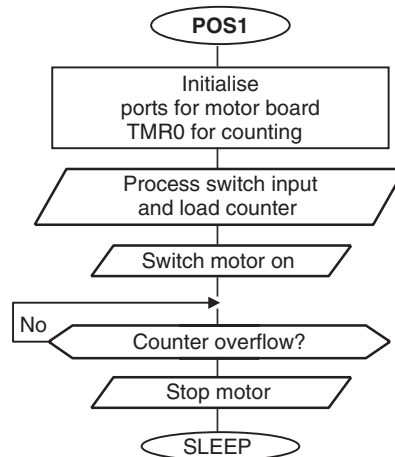 POS1
Initialise
ports for motor board
TMR0 for counting
Process switch input
and load counter
Switch motor on
No
Counter overflow?
Stop motor
SLEEP